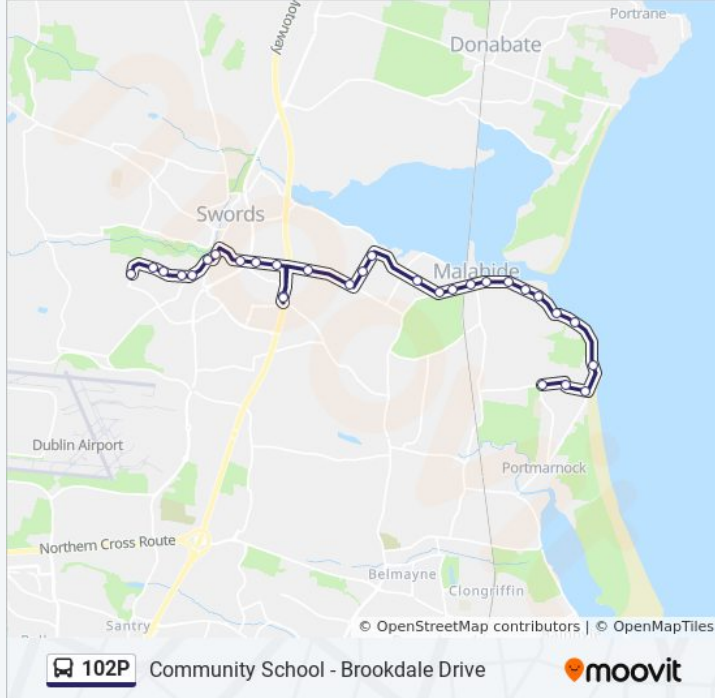 Portrane
Motorway
Donabate
Swords
Malahide
Dublin Airport
Portmarnock
Northern Cross Route
Belmayne
Clongriffin
Santry
© OpenStreetMap contributors | © OpenMapTiles
102P Community School - Brookdale Drive
moovit